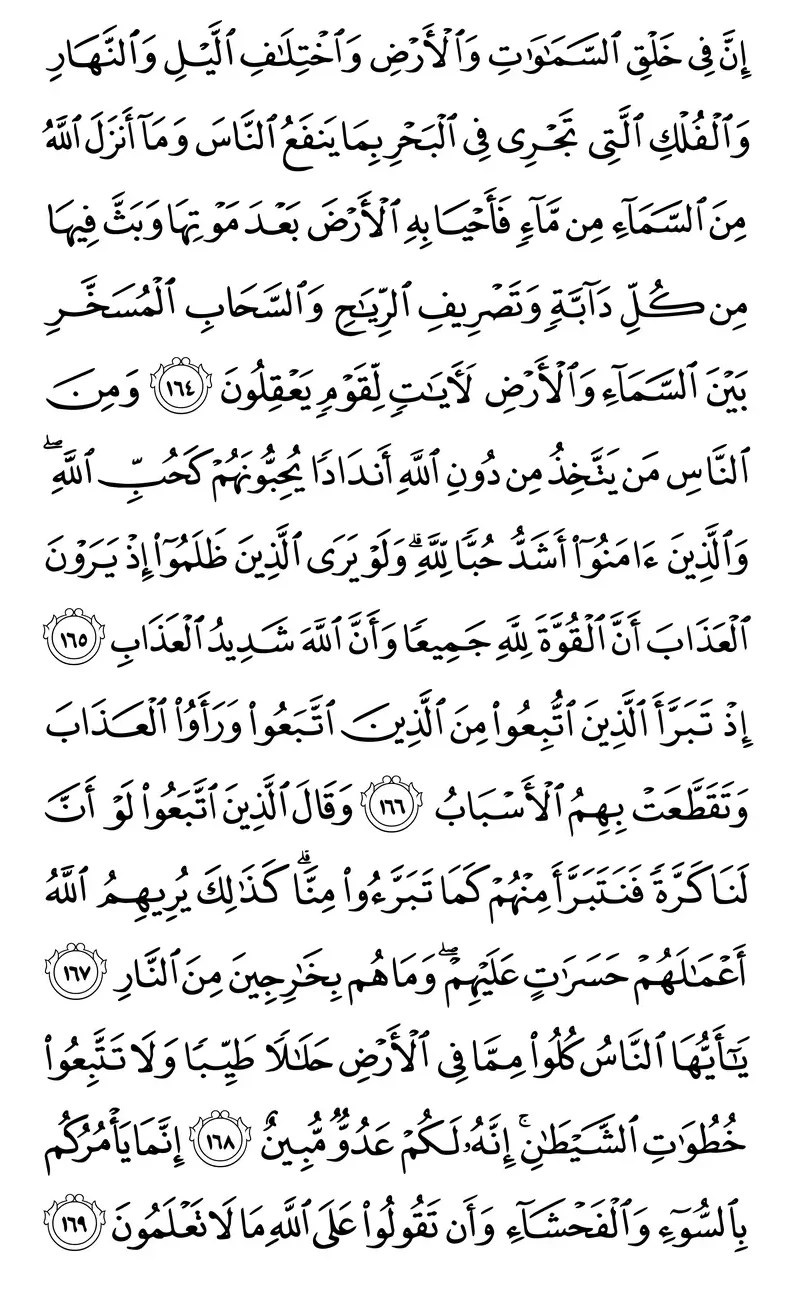 إِنَّ فِى خَلْقِ ٱلسَّمَـٰوَٰتِ وَٱلْأَرْضِ وَٱخْتِلَـٰفِ ٱلَّيْلِ وَٱلنَّهَارِ
وَٱلْفُلْكِ ٱلَّتِى تَجْرِى فِى ٱلْبَحْرِ بِمَا يَنفَعُ ٱلنَّاسَ وَمَآ أَنزَلَ ٱللَّهُ
مِنَ ٱلسَّمَآءِ مِن مَّآءٍ فَأَحْيَا بِهِ ٱلْأَرْضَ بَعْدَ مَوْتِهَا وَبَثَّ فِيهَا
مِن كُلِّ دَآبَّةٍ وَتَصْرِيفِ ٱلرِّيَـٰحِ وَٱلسَّحَابِ ٱلْمُسَخَّرِ
بَيْنَ ٱلسَّمَآءِ وَٱلْأَرْضِ لَـَٔايَـٰتٍ لِّقَوْمٍ يَعْقِلُونَ ١٦٤ وَمِنَ
ٱلنَّاسِ مَن يَتَّخِذُ مِن دُونِ ٱللَّهِ أَندَادًا يُحِبُّونَهُمْ كَحُبِّ ٱللَّهِ ۖ
وَٱلَّذِينَ ءَامَنُوٓا۟ أَشَدُّ حُبًّا لِّلَّهِ ۗ وَلَوْ يَرَى ٱلَّذِينَ ظَلَمُوٓا۟ إِذْ يَرَوْنَ
ٱلْعَذَابَ أَنَّ ٱلْقُوَّةَ لِلَّهِ جَمِيعًا وَأَنَّ ٱللَّهَ شَدِيدُ ٱلْعَذَابِ ١٦٥
إِذْ تَبَرَّأَ ٱلَّذِينَ ٱتُّبِعُوا۟ مِنَ ٱلَّذِينَ ٱتَّبَعُوا۟ وَرَأَوُا۟ ٱلْعَذَابَ
وَتَقَطَّعَتْ بِهِمُ ٱلْأَسْبَابُ ١٦٦ وَقَالَ ٱلَّذِينَ ٱتَّبَعُوا۟ لَوْ أَنَّ
لَنَا كَرَّةً فَنَتَبَرَّأَ مِنْهُمْ كَمَا تَبَرَّءُوا۟ مِنَّا ۗ كَذَٰلِكَ يُرِيهِمُ ٱللَّهُ
أَعْمَـٰلَهُمْ حَسَرَٰتٍ عَلَيْهِمْ ۖ وَمَا هُم بِخَـٰرِجِينَ مِنَ ٱلنَّارِ ١٦٧
يَـٰٓأَيُّهَا ٱلنَّاسُ كُلُوا۟ مِمَّا فِى ٱلْأَرْضِ حَلَـٰلًا طَيِّبًا وَلَا تَتَّبِعُوا۟
خُطُوَٰتِ ٱلشَّيْطَـٰنِ ۚ إِنَّهُۥ لَكُمْ عَدُوٌّ مُّبِينٌ ١٦٨ إِنَّمَا يَأْمُرُكُم
بِٱلسُّوٓءِ وَٱلْفَحْشَآءِ وَأَن تَقُولُوا۟ عَلَى ٱللَّهِ مَا لَا تَعْلَمُونَ ١٦٩